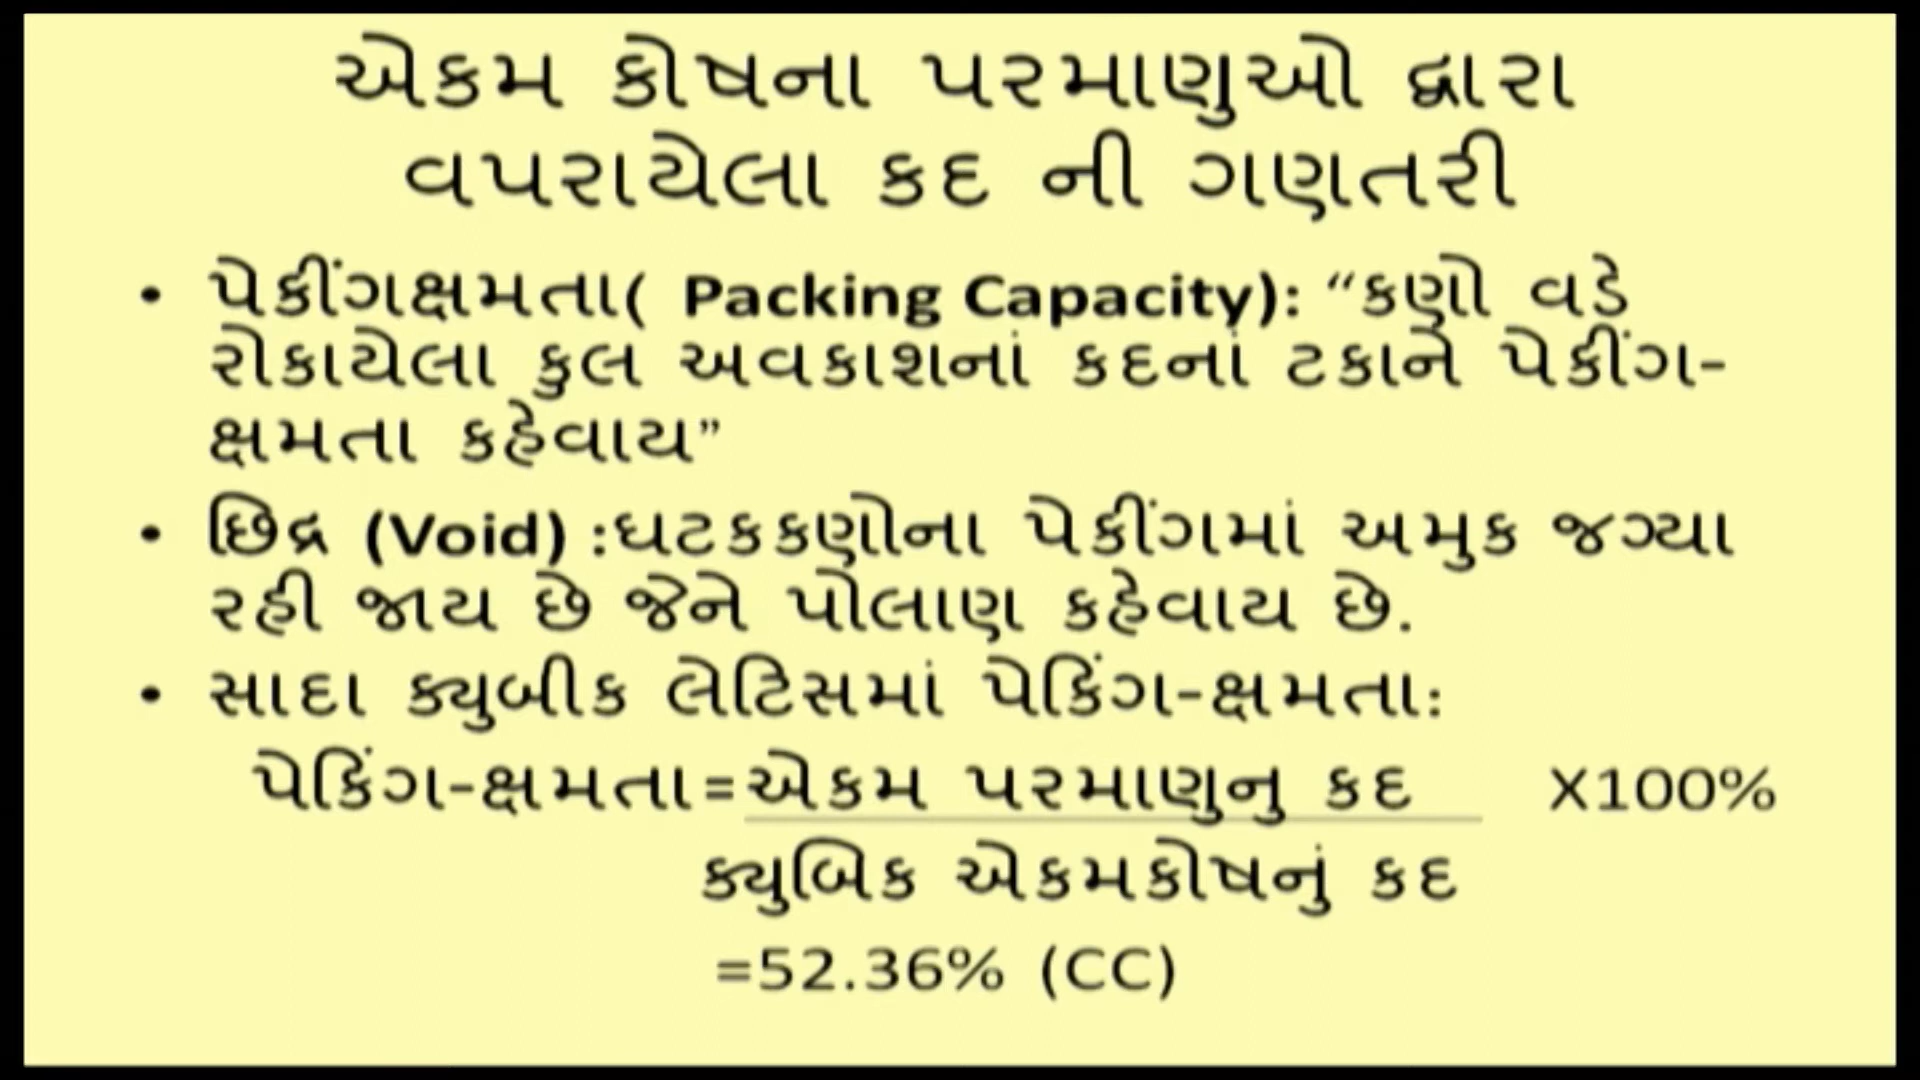 એકમ કોષના પરમાણુઓ દ્વારા
વપરાયેલા કદ ની ગણતરી
• પેકીંગક્ષમતા( Packing Capacity): “કણો વડે
રોકાયેલા કુલ અવકાશનાં કદનાં ટકાને પેકીંગ-
ક્ષમતા કહેવાય”
• છિદ્ર (Void) :ઘટકકણોના પેકીંગમાં અમુક જગ્યા
રહી જાય છે જેને પોલાણ કહેવાય છે.
• સાદા ક્યુબીક લેટિસમાં પેકિંગ-ક્ષમતા:
પેકિંગ-ક્ષમતા=એકમ પરમાણુનુ કદ X100%
ક્યુબિક એકમકોષનું કદ
=52.36% (CC)